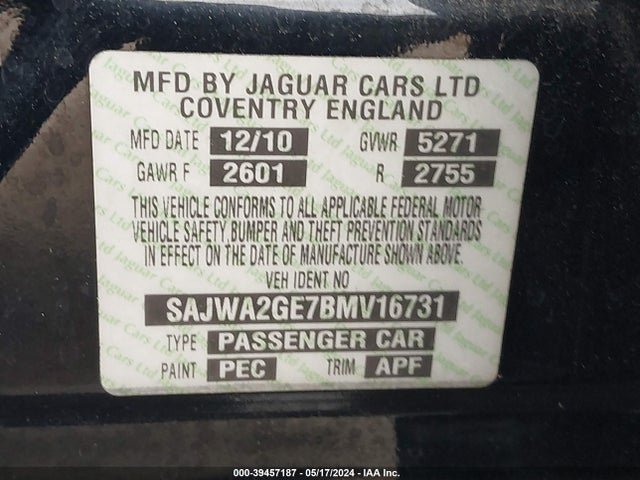 MFD BY JAGUAR CARS LTD
COVENTRY ENGLAND
MFD DATE 12/10 GVWR 5271
GAWR F 2601 R 2755
THIS VEHICLE CONFORMS TO ALL APPLICABLE FEDERAL MOTOR
VEHICLE SAFETY, BUMPER AND THEFT PREVENTION STANDARDS
IN EFFECT ON THE DATE OF MANUFACTURE SHOWN ABOVE.
VEH IDENT NO
SAJWA2GE7BMV16731
TYPE PASSENGER CAR
PAINT PEC TRIM APF
000-39457187 - 05/17/2024 - IAA Inc.